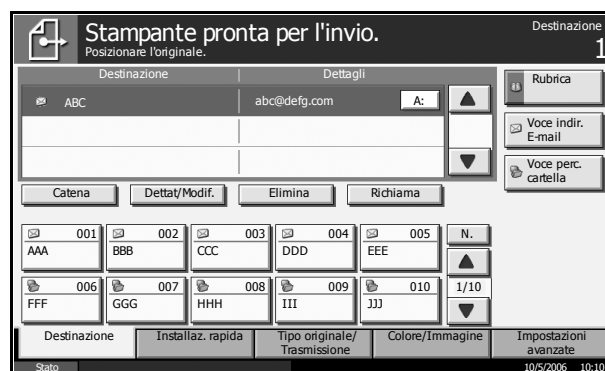 Stampante pronta per l'invio.
Posizionare l'originale.
Destinazione
1
Destinazione Dettagli
ABC abc@defg.com A:
Rubrica
Voce indir.
E-mail
Voce perc.
cartella
Catena Dettat/Modif. Elimina Richiama
001 002 003 004 005 N.
AAA BBB CCC DDD EEE
006 007 008 009 010 1/10
FFF GGG HHH III JJJ
Destinazione Installaz. rapida Tipo originale/
Trasmissione Colore/Immagine Impostazioni
avanzate
Stato 10/5/2006 10:10